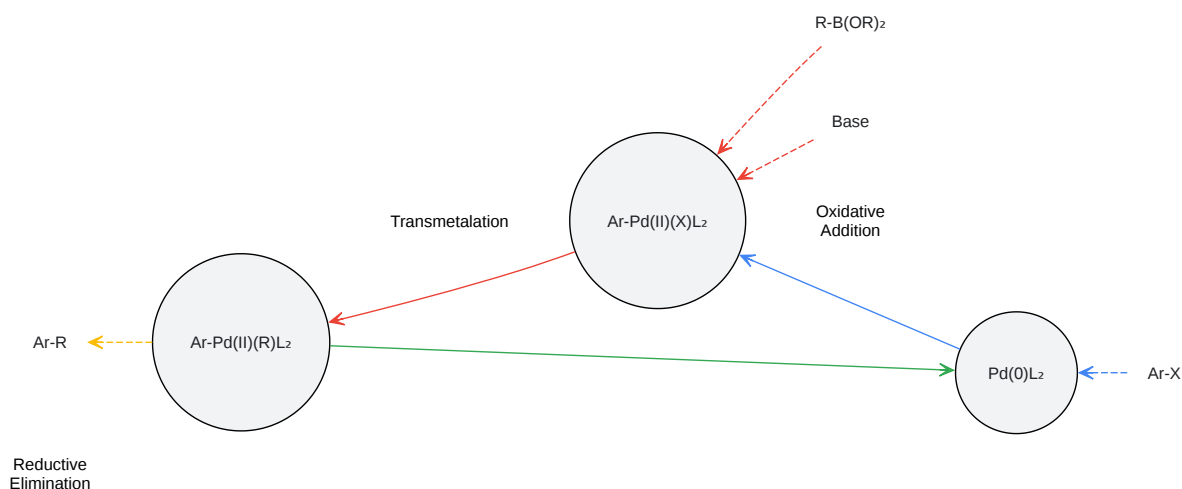 R-B(OR)₂
Base
Oxidative
Addition
Transmetalation
Ar-Pd(II)(X)L₂
Ar-R
Ar-Pd(II)(R)L₂
Pd(0)L₂
Ar-X
Reductive
Elimination